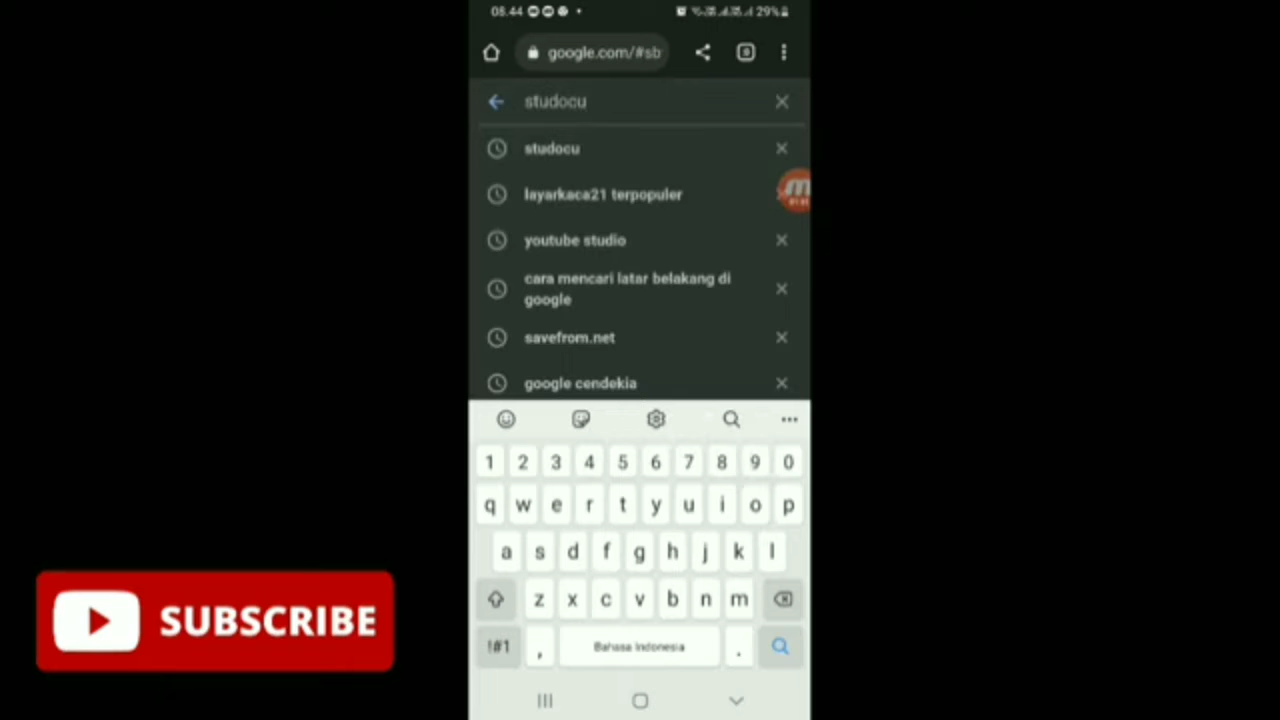 08.44
29%
google.com/#sb
studocu
studocu
layarkaca21 terpopuler
youtube studio
cara mencari latar belakang di
google
savefrom.net
google cendekia
1 2 3 4 5 6 7 8 9 0
q w e r t y u i o p
a s d f g h j k l
z x c v b n m
!#1 , Bahasa Indonesia .
SUBSCRIBE